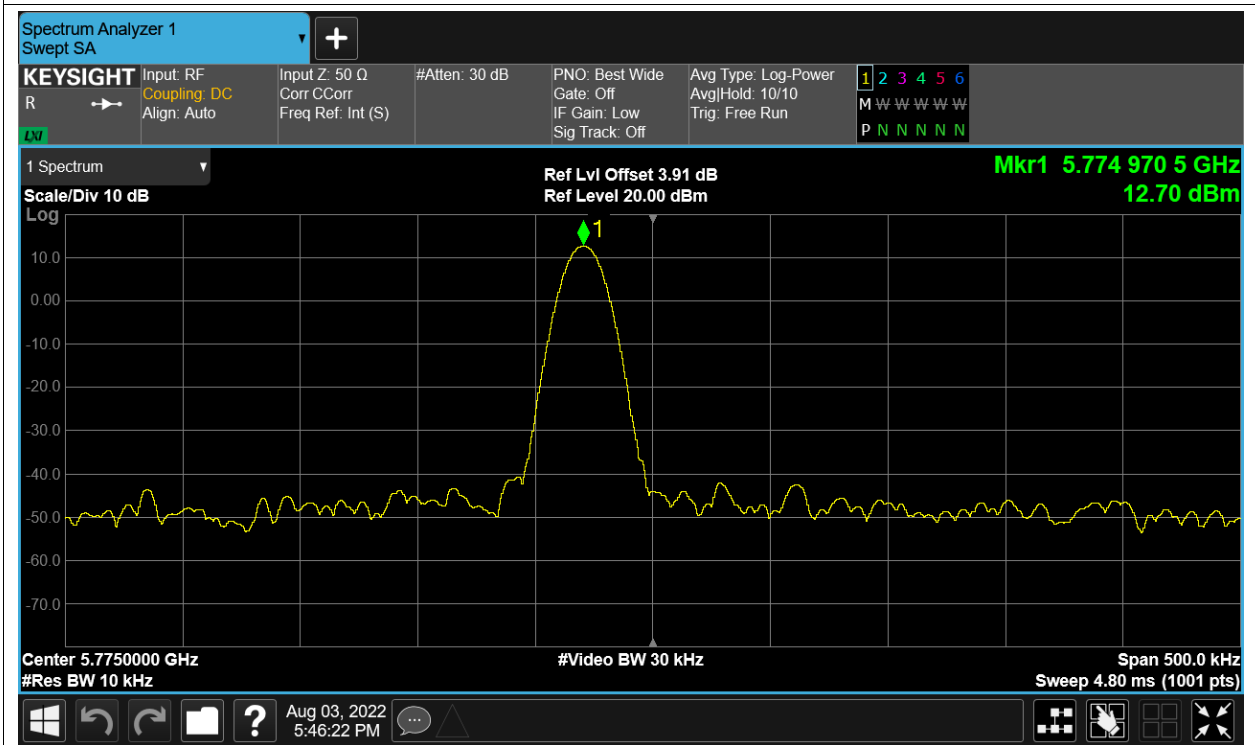 Spectrum Analyzer 1
Swept SA
+
KEYSIGHT
R
LXI
Input: RF
Coupling: DC
Align: Auto
Input Z: 50 Ω
Corr CCorr
Freq Ref: Int (S)
#Atten: 30 dB
PNO: Best Wide
Gate: Off
IF Gain: Low
Sig Track: Off
Avg Type: Log-Power
Avg|Hold: 10/10
Trig: Free Run
1 2 3 4 5 6
M W W W W W
P N N N N N
1 Spectrum
Scale/Div 10 dB
Log
Ref Lvl Offset 3.91 dB
Ref Level 20.00 dBm
Mkr1 5.774 970 5 GHz
12.70 dBm
1
10.0
0.00
-10.0
-20.0
-30.0
-40.0
-50.0
-60.0
-70.0
Center 5.7750000 GHz
#Res BW 10 kHz
#Video BW 30 kHz
Span 500.0 kHz
Sweep 4.80 ms (1001 pts)
?
Aug 03, 2022
5:46:22 PM